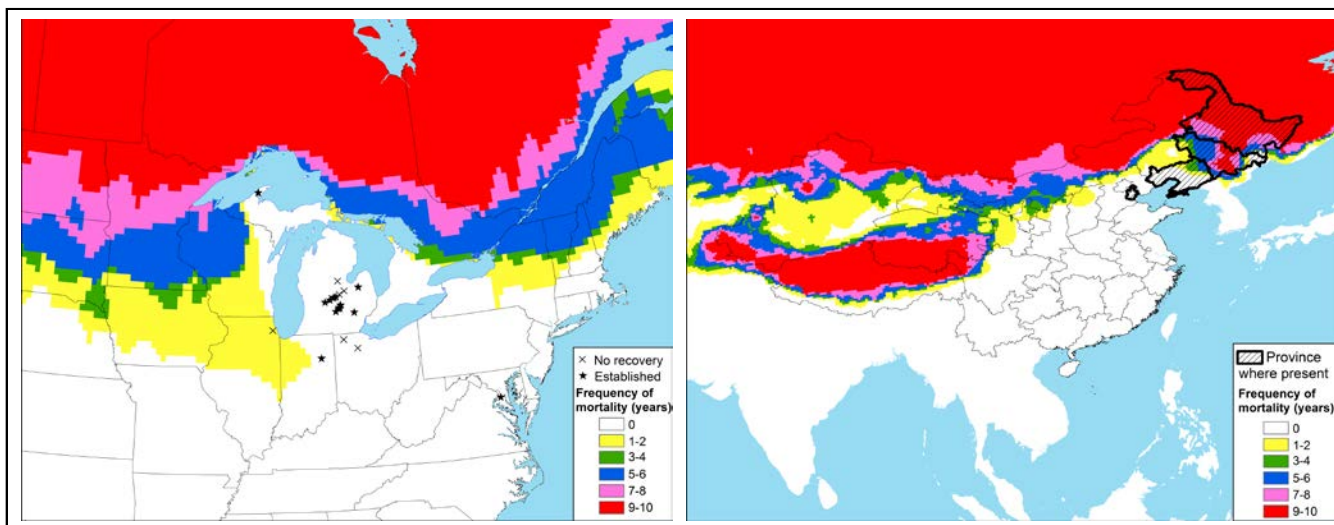 No recovery
Established
Frequency of
mortality (years)
0
1-2
3-4
5-6
7-8
9-10
Province
where present
Frequency of
mortality (years)
0
1-2
3-4
5-6
7-8
9-10